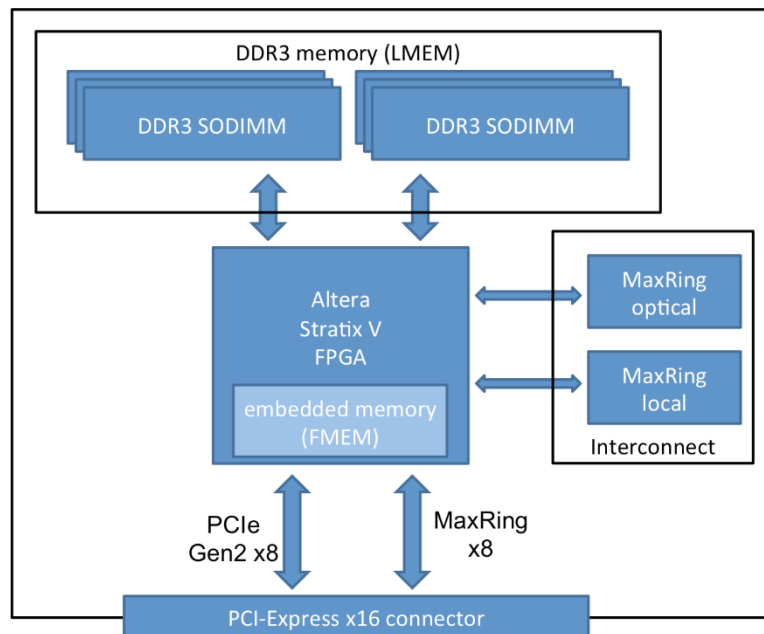 DDR3 memory (LMEM)
DDR3 SODIMM
DDR3 SODIMM
Altera
Stratix V
FPGA
embedded memory
(FMEM)
MaxRing
optical
MaxRing
local
Interconnect
PCIe
Gen2 x8
MaxRing
x8
PCI-Express x16 connector